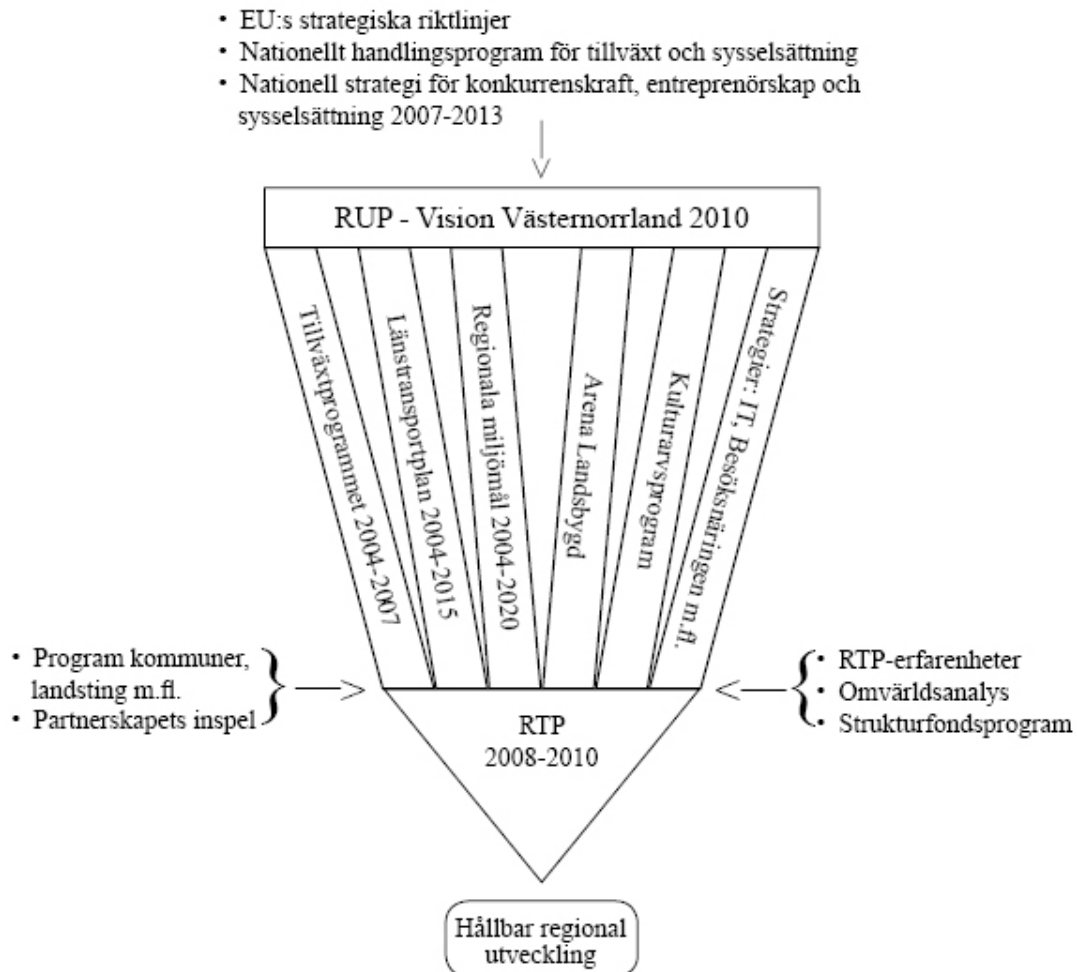 • EU:s strategiska riktlinjer
• Nationellt handlingsprogram för tillväxt och sysselsättning
• Nationell strategi för konkurrenskraft, entreprenörskap och
sysselsättning 2007-2013
RUP - Vision Västernorrland 2010
Tillväxtprogrammet 2004-2007
Länstransportplan 2004-2015
Regionala miljömål 2004-2020
Arena Landsbygd
Kulturarvsprogram
Strategier: IT, Besöksnäringen m.fl.
• Program kommuner,
landsting m.fl.
• Partnerskapets inspel
• RTP-erfarenheter
• Omvärldsanalys
• Strukturfondsprogram
RTP
2008-2010
Hållbar regional
utveckling